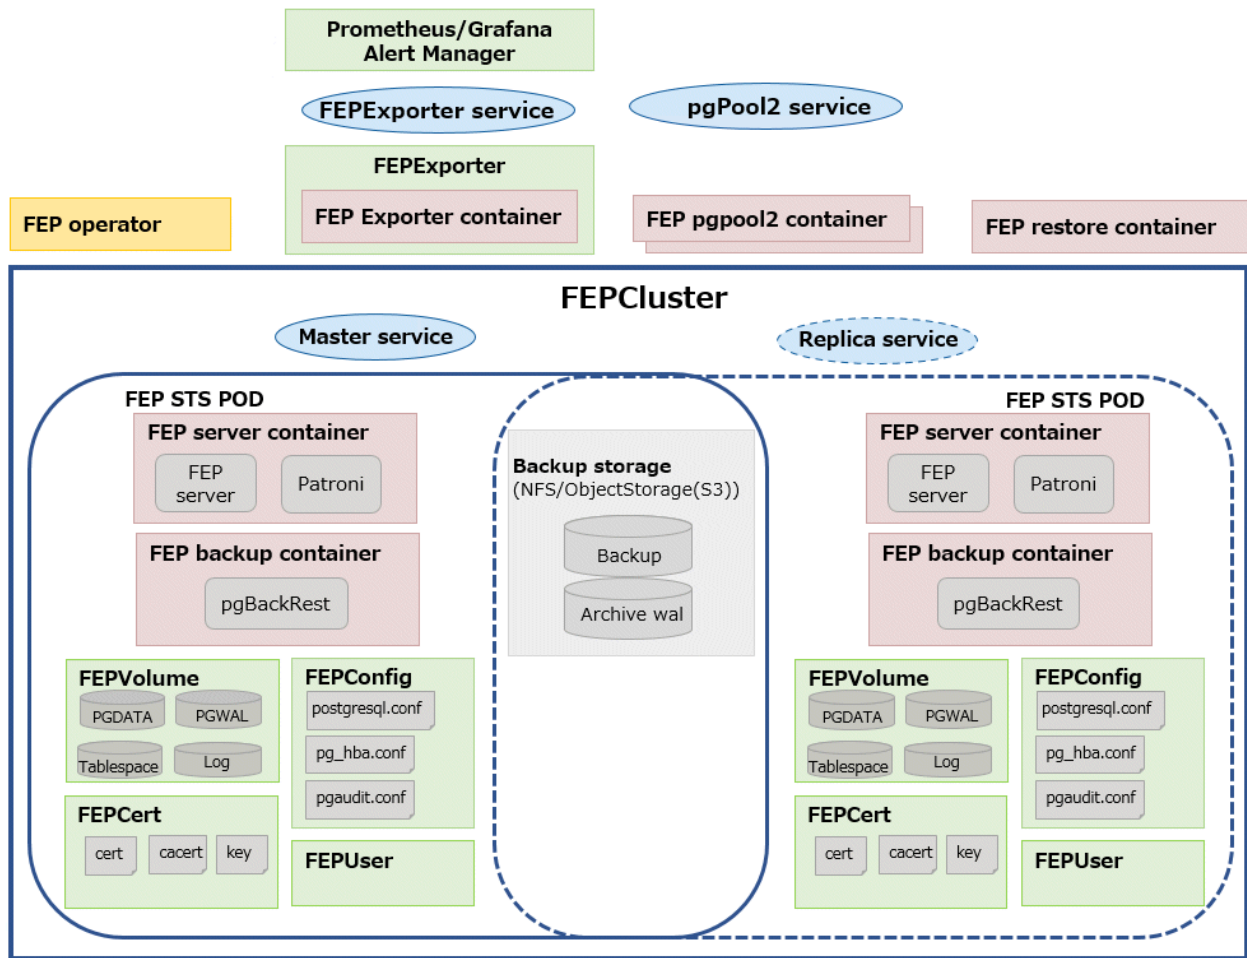 Prometheus/Grafana
Alert Manager
FEPExporter service
pgPool2 service
FEPExporter
FEP Exporter container
FEP operator
FEP pgpool2 container
FEP restore container
FEPCluster
Master service
Replica service
FEP STS POD
FEP server container
FEP
server
Patroni
FEP backup container
pgBackRest
FEPVolume
PGDATA
PGWAL
Tablespace
Log
FEPConfig
postgresql.conf
pg_hba.conf
pgaudit.conf
FEPCert
cert
cacert
key
FEPUser
Backup storage
(NFS/ObjectStorage(S3))
Backup
Archive wal
FEP STS POD
FEP server container
FEP
server
Patroni
FEP backup container
pgBackRest
FEPVolume
PGDATA
PGWAL
Tablespace
Log
FEPConfig
postgresql.conf
pg_hba.conf
pgaudit.conf
FEPCert
cert
cacert
key
FEPUser